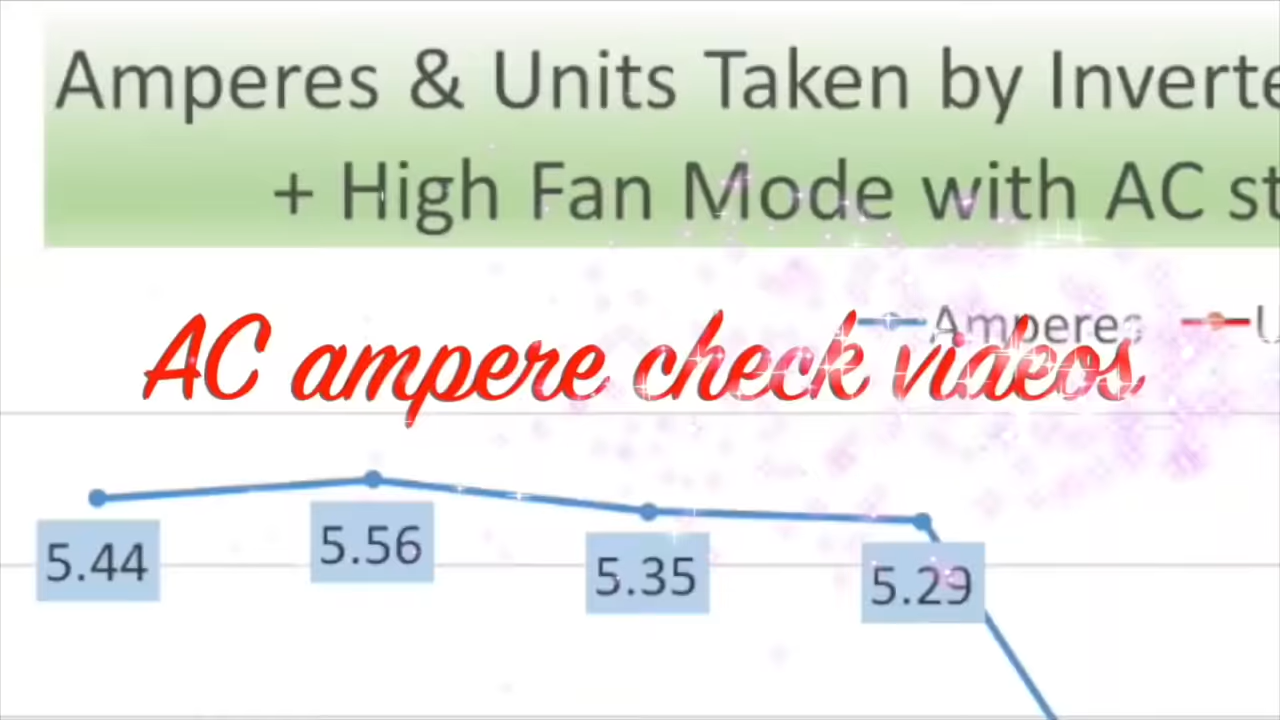 Amperes & Units Taken by Inverte
+ High Fan Mode with AC st
Amperes
AC ampere check videos
5.44
5.56
5.35
5.29